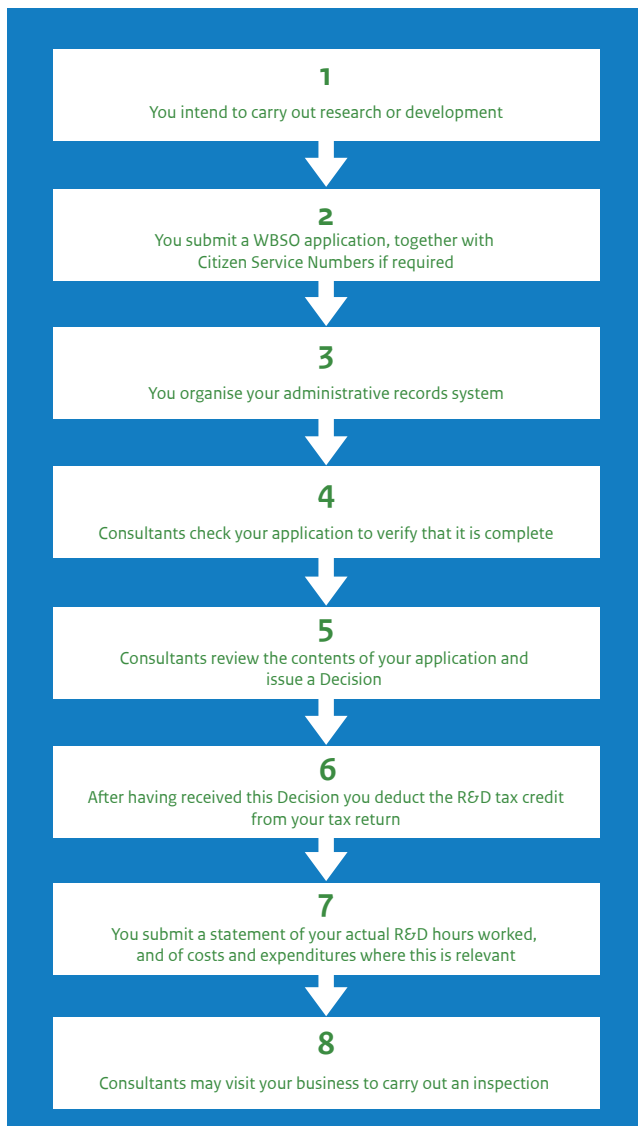 1
You intend to carry out research or development
2
You submit a WBSO application, together with
Citizen Service Numbers if required
3
You organise your administrative records system
4
Consultants check your application to verify that it is complete
5
Consultants review the contents of your application and
issue a Decision
6
After having received this Decision you deduct the R&D tax credit
from your tax return
7
You submit a statement of your actual R&D hours worked,
and of costs and expenditures where this is relevant
8
Consultants may visit your business to carry out an inspection